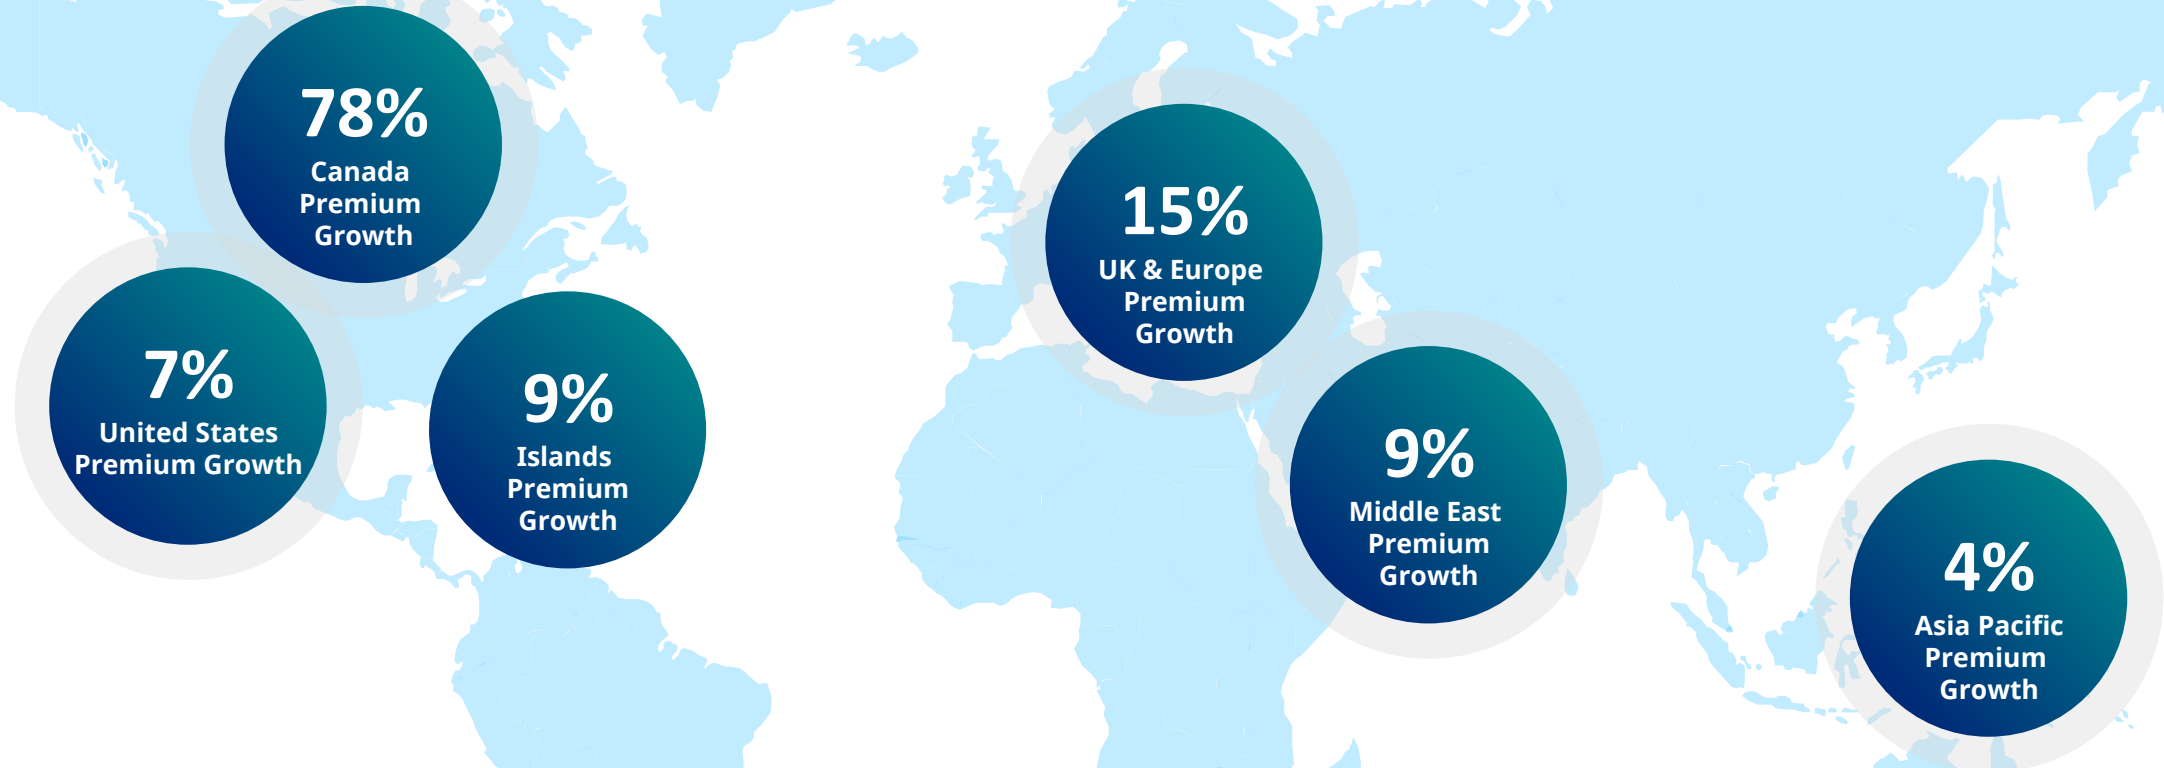 78%
Canada
Premium
Growth
7%
United States
Premium Growth
9%
Islands
Premium
Growth
15%
UK & Europe
Premium
Growth
9%
Middle East
Premium
Growth
4%
Asia Pacific
Premium
Growth